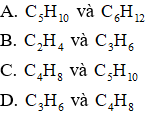 A. C₅H₁₀ và C₆H₁₂
B. C₂H₄ và C₃H₆
C. C₄H₈ và C₅H₁₀
D. C₃H₆ và C₄H₈